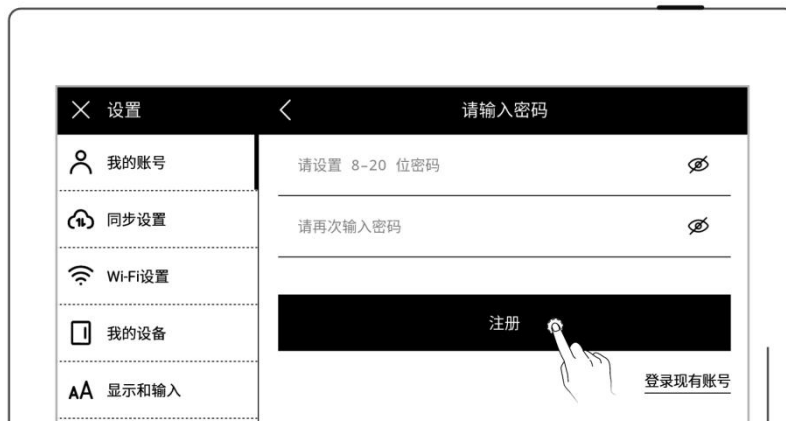 设置
请输入密码
我的账号
同步设置
Wi-Fi设置
我的设备
AA 显示和输入
请设置 8-20 位密码
请再次输入密码
注册
登录现有账号